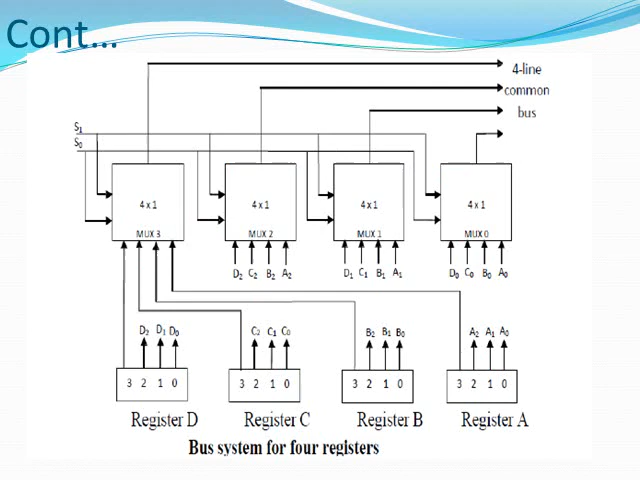 Cont...
4-line
common
bus
S1
S0
4 x 1 4 x 1 4 x 1 4 x 1
MUX 3 MUX 2 MUX 1 MUX 0
D2 C2 B2 A2 D1 C1 B1 A1 D0 C0 B0 A0
D2 D1 D0 C2 C1 C0 B2 B1 B0 A2 A1 A0
3 2 1 0 3 2 1 0 3 2 1 0 3 2 1 0
Register D Register C Register B Register A
Bus system for four registers